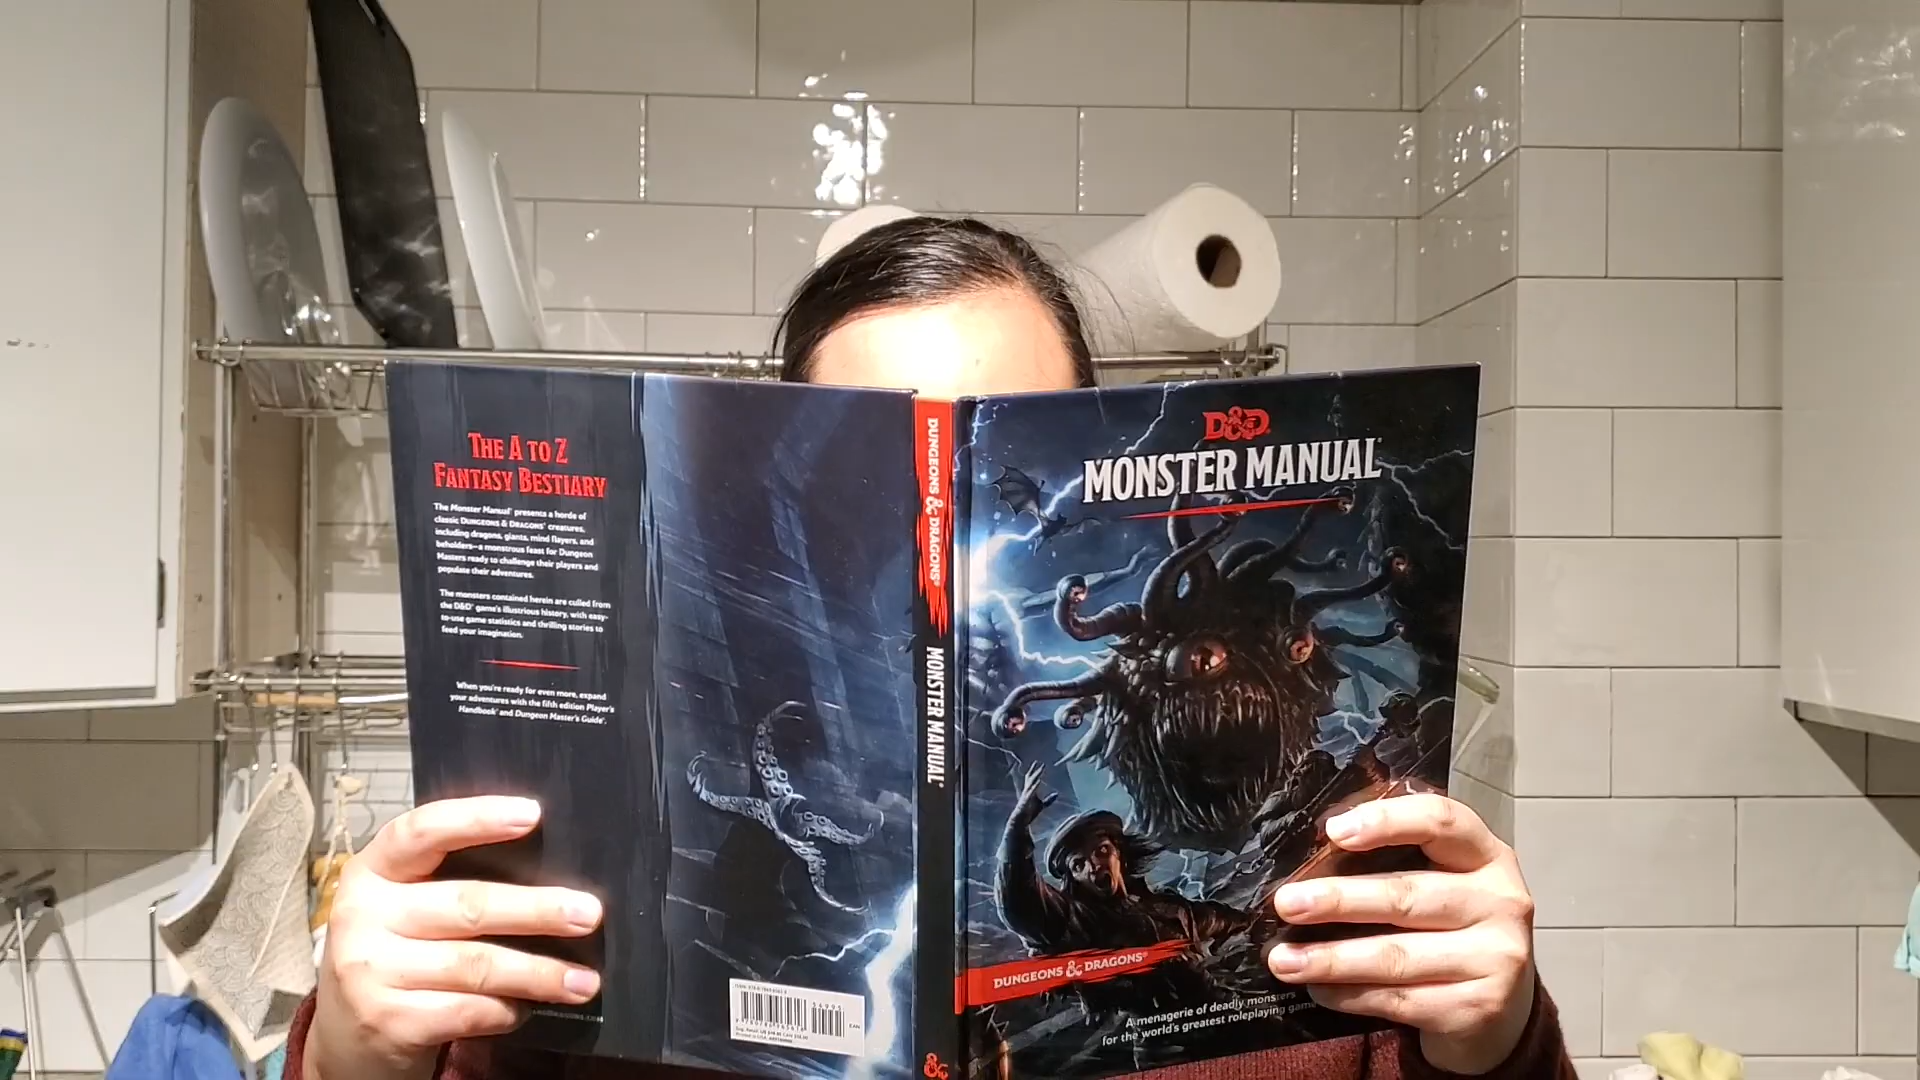 THE A TO Z
FANTASY BESTIARY
The Monster Manual® presents a horde of
classic DUNGEONS & DRAGONS® creatures,
including dragons, giants, mind flayers, and
beholders—a monstrous feast for Dungeon
Masters ready to challenge their players and
populate their adventures.
The monsters contained herein are culled from
the D&D® game's illustrious history, with easy-
to-use game statistics and thrilling stories to
feed your imagination.
When you're ready for even more, expand
your adventures with the fifth edition Player's
Handbook® and Dungeon Master's Guide®.
DUNGEONS & DRAGONS®
MONSTER MANUAL®
&
D&D®
MONSTER MANUAL®
DUNGEONS & DRAGONS®
A menagerie of deadly monsters
for the world's greatest roleplaying game